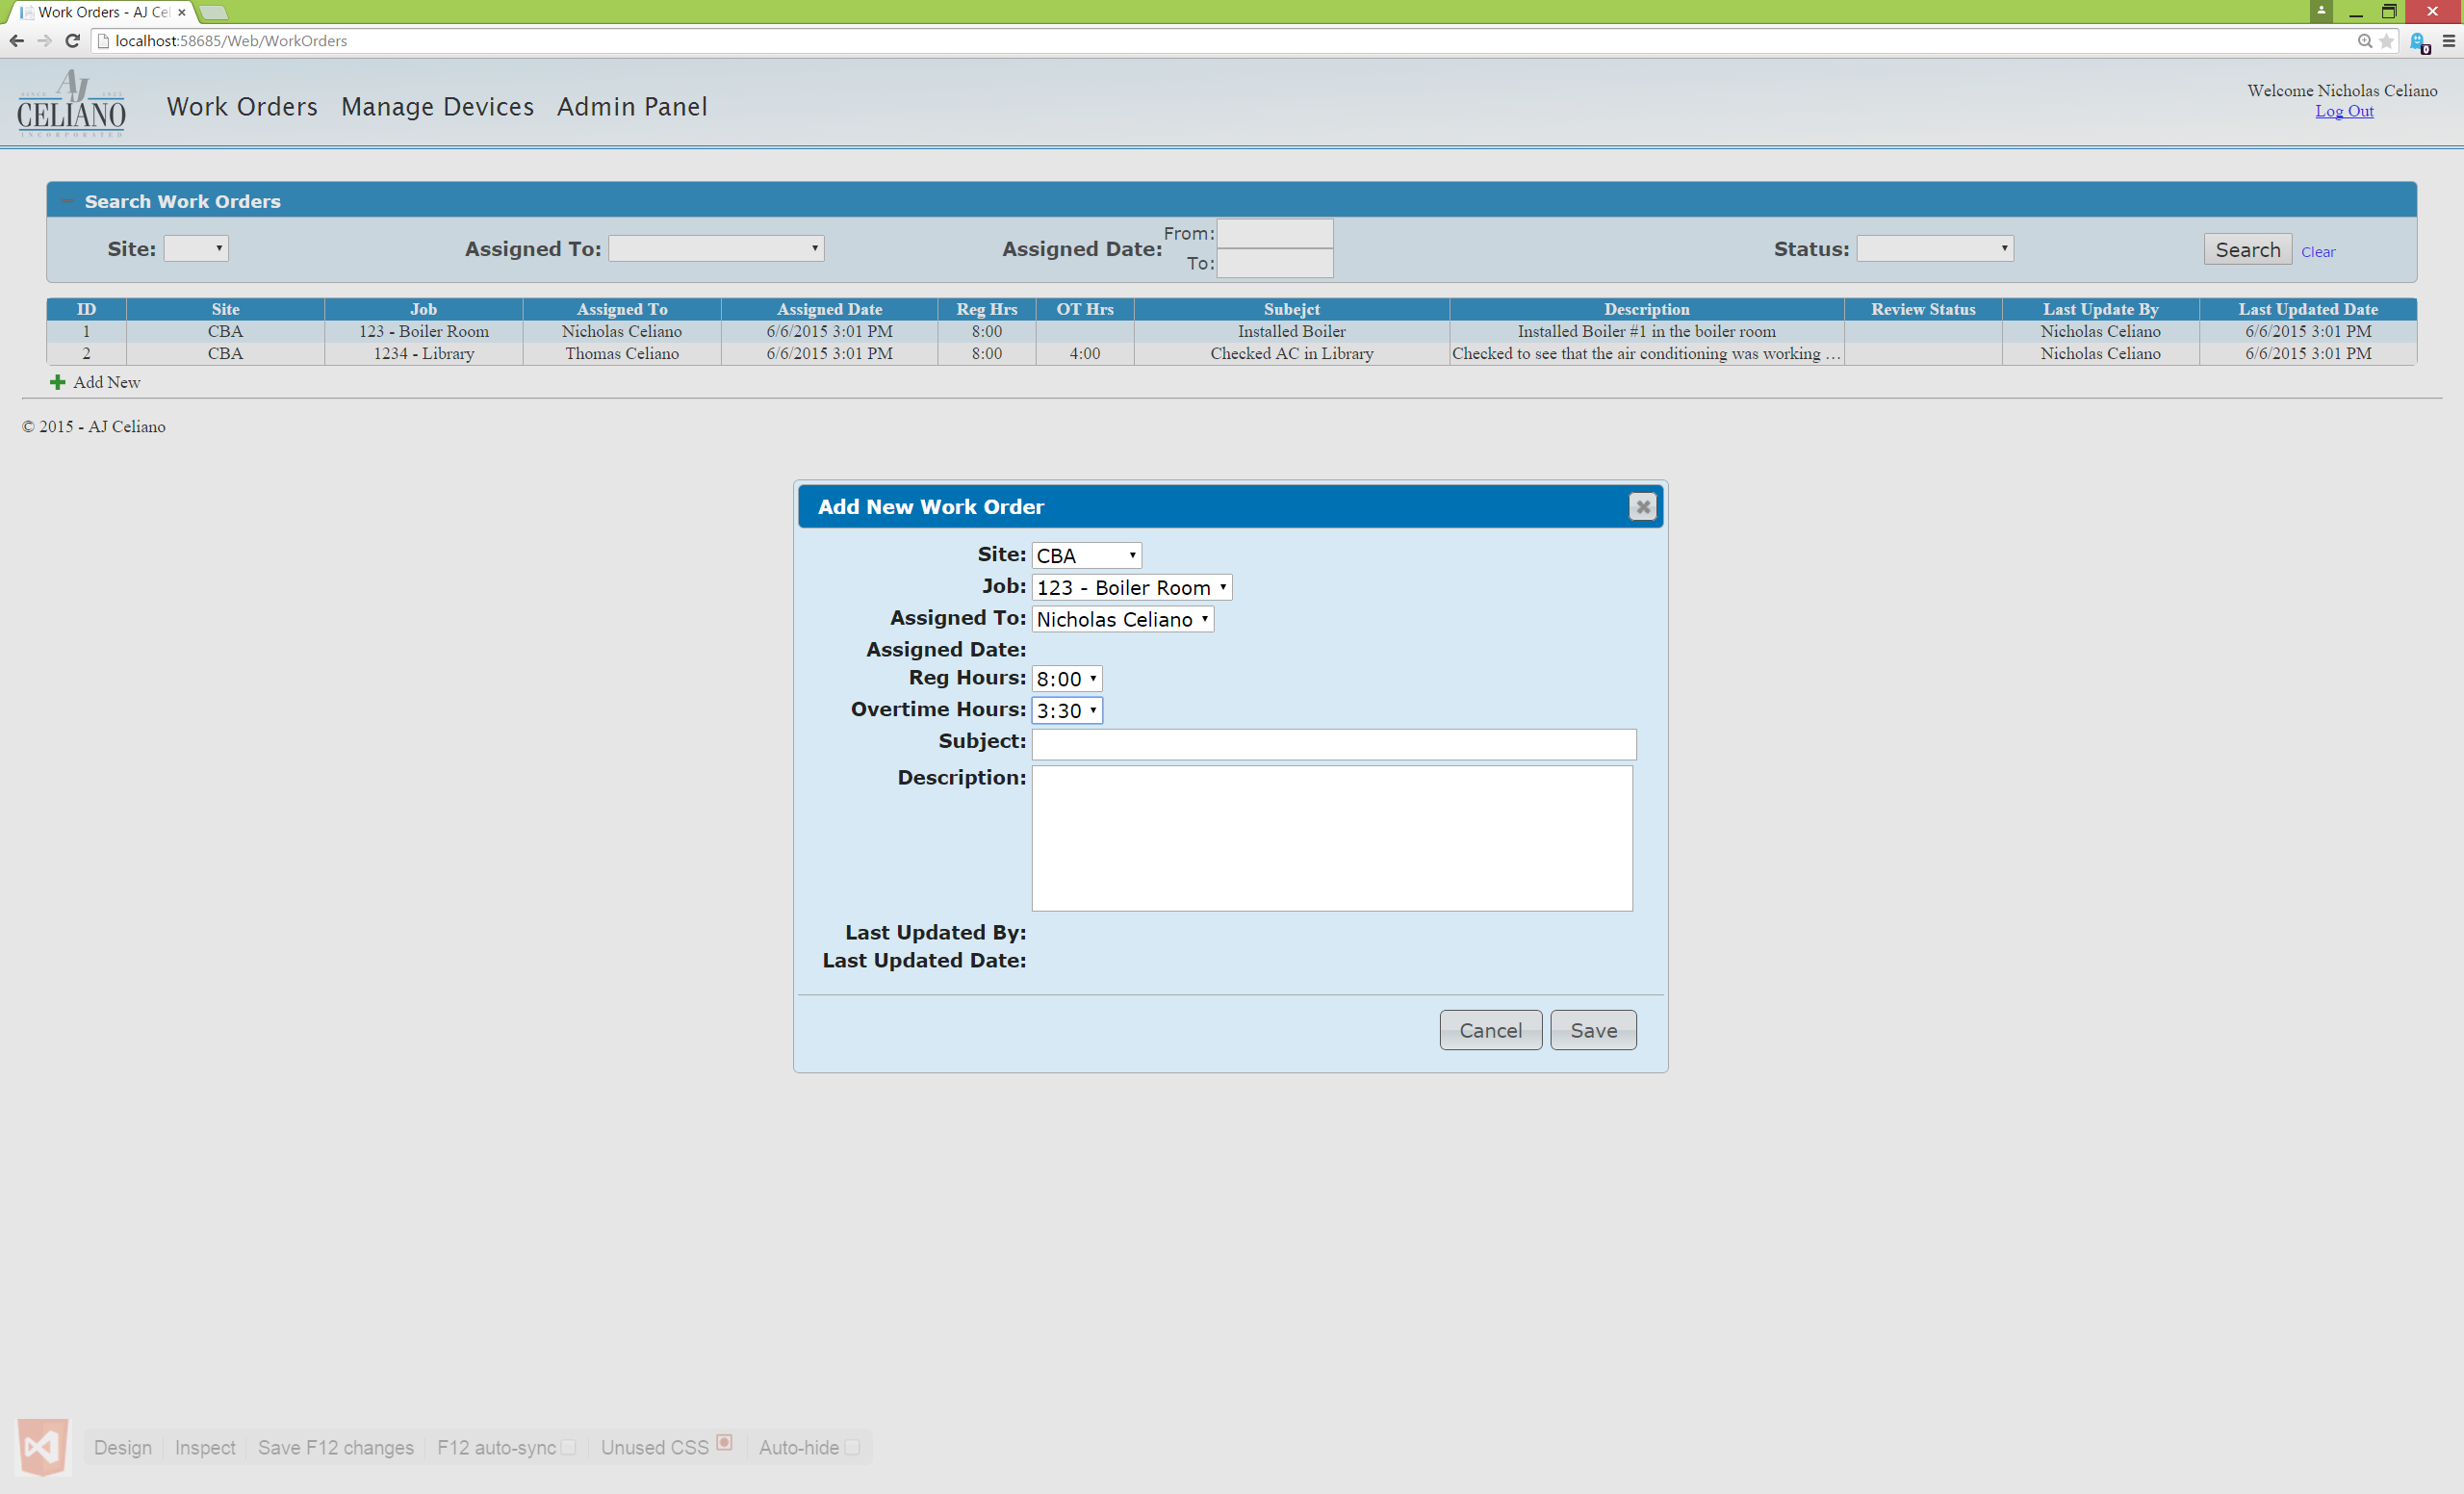 Work Orders - AJ Cel
localhost:58685/Web/WorkOrders
0
AJ
SINCE 1925
CELIANO
INCORPORATED
Work Orders Manage Devices Admin Panel
Welcome Nicholas Celiano
Log Out
Search Work Orders
Site: Assigned To: Assigned Date: From: To: Status: Search Clear
ID Site Job Assigned To Assigned Date Reg Hrs OT Hrs Subejct Description Review Status Last Update By Last Updated Date
1 CBA 123 - Boiler Room Nicholas Celiano 6/6/2015 3:01 PM 8:00 Installed Boiler Installed Boiler #1 in the boiler room Nicholas Celiano 6/6/2015 3:01 PM
2 CBA 1234 - Library Thomas Celiano 6/6/2015 3:01 PM 8:00 4:00 Checked AC in Library Checked to see that the air conditioning was working … Nicholas Celiano 6/6/2015 3:01 PM
Add New
© 2015 - AJ Celiano
Add New Work Order
Site: CBA
Job: 123 - Boiler Room
Assigned To: Nicholas Celiano
Assigned Date:
Reg Hours: 8:00
Overtime Hours: 3:30
Subject:
Description:
Last Updated By:
Last Updated Date:
Cancel Save
Design Inspect Save F12 changes F12 auto-sync Unused CSS Auto-hide